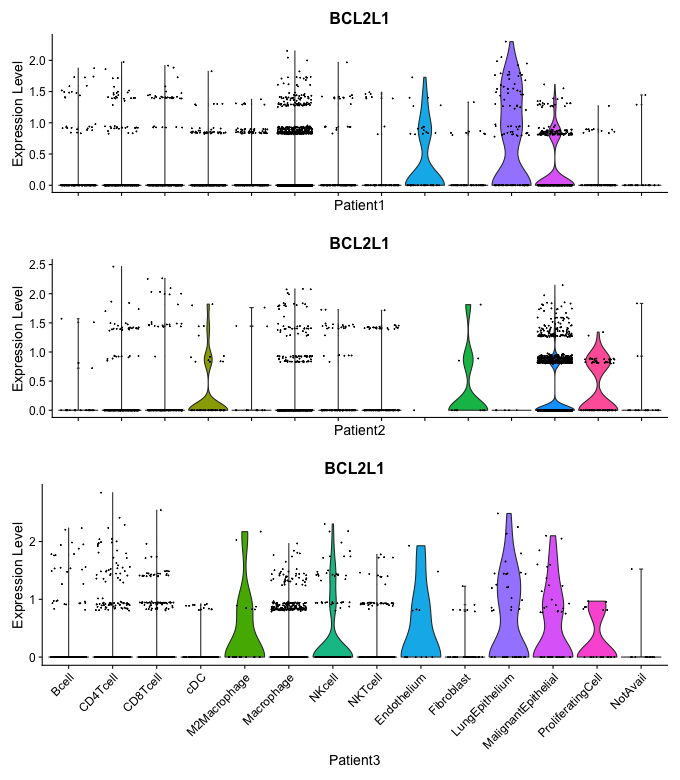 BCL2L1
Expression Level
2.0
1.5
1.0
0.5
0.0
Patient1
BCL2L1
Expression Level
2.5
2.0
1.5
1.0
0.5
0.0
Patient2
BCL2L1
Expression Level
2
1
0
Bcell
CD4Tcell
CD8Tcell
cDC
M2Macrophage
Macrophage
NKcell
NKTcell
Endothelium
Fibroblast
LungEpithelium
MalignantEpithelial
ProliferatingCell
NotAvail
Patient3